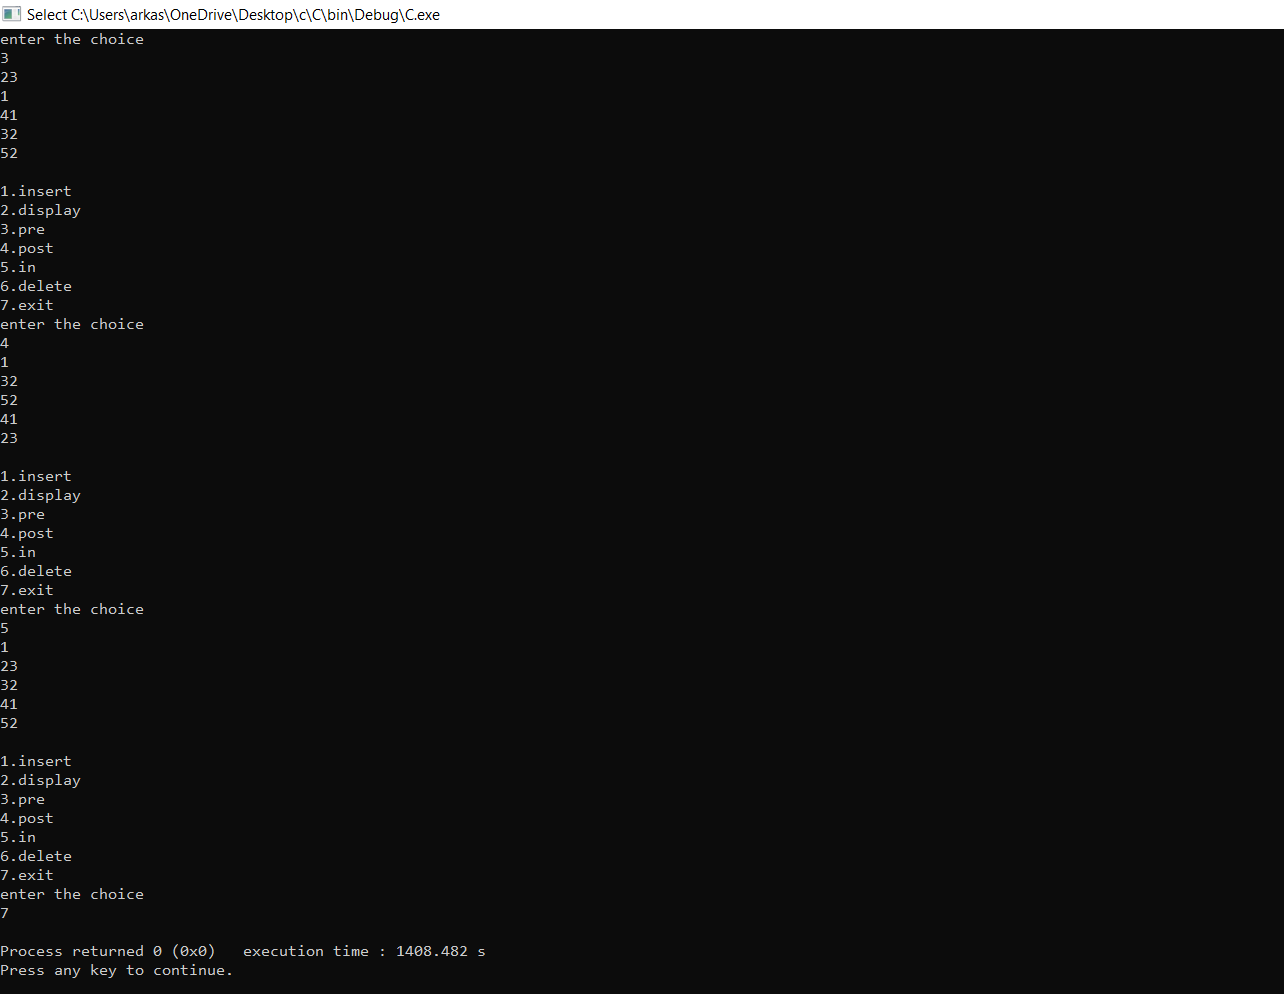 Select C:\Users\arkas\OneDrive\Desktop\c\C\bin\Debug\C.exe
enter the choice
3
23
1
41
32
52
1.insert
2.display
3.pre
4.post
5.in
6.delete
7.exit
enter the choice
4
1
32
52
41
23
1.insert
2.display
3.pre
4.post
5.in
6.delete
7.exit
enter the choice
5
1
23
32
41
52
1.insert
2.display
3.pre
4.post
5.in
6.delete
7.exit
enter the choice
7
Process returned 0 (0x0)   execution time : 1408.482 s
Press any key to continue.